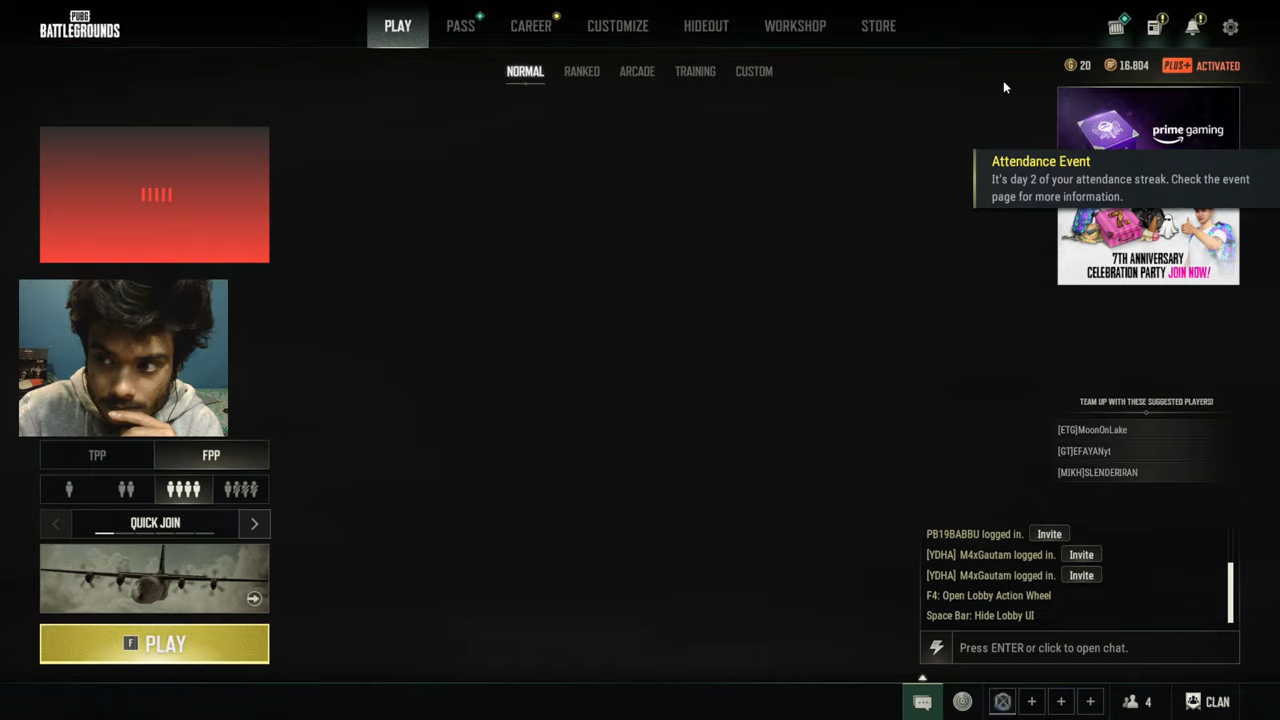 PUBG
BATTLEGROUNDS
PLAY
PASS
CAREER
CUSTOMIZE
HIDEOUT
WORKSHOP
STORE
NORMAL
RANKED
ARCADE
TRAINING
CUSTOM
G 20
BP 16,804
PLUS+ ACTIVATED
prime gaming
Attendance Event
It's day 2 of your attendance streak. Check the event
page for more information.
7TH ANNIVERSARY
CELEBRATION PARTY JOIN NOW!
TEAM UP WITH THESE SUGGESTED PLAYERS!
[ETG]MoonOnLake
[GT]EFAYANyt
[MIKH]SLENDERIRAN
TPP
FPP
QUICK JOIN
F PLAY
PB19BABBU logged in. Invite
[YDHA] M4xGautam logged in. Invite
[YDHA] M4xGautam logged in. Invite
F4: Open Lobby Action Wheel
Space Bar: Hide Lobby UI
Press ENTER or click to open chat.
4
CLAN